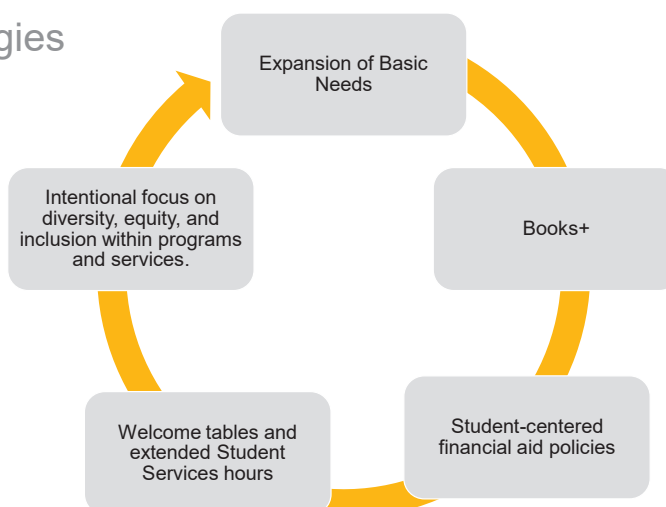 gies
Expansion of Basic
Needs
Books+
Student-centered
financial aid policies
Welcome tables and
extended Student
Services hours
Intentional focus on
diversity, equity, and
inclusion within programs
and services.